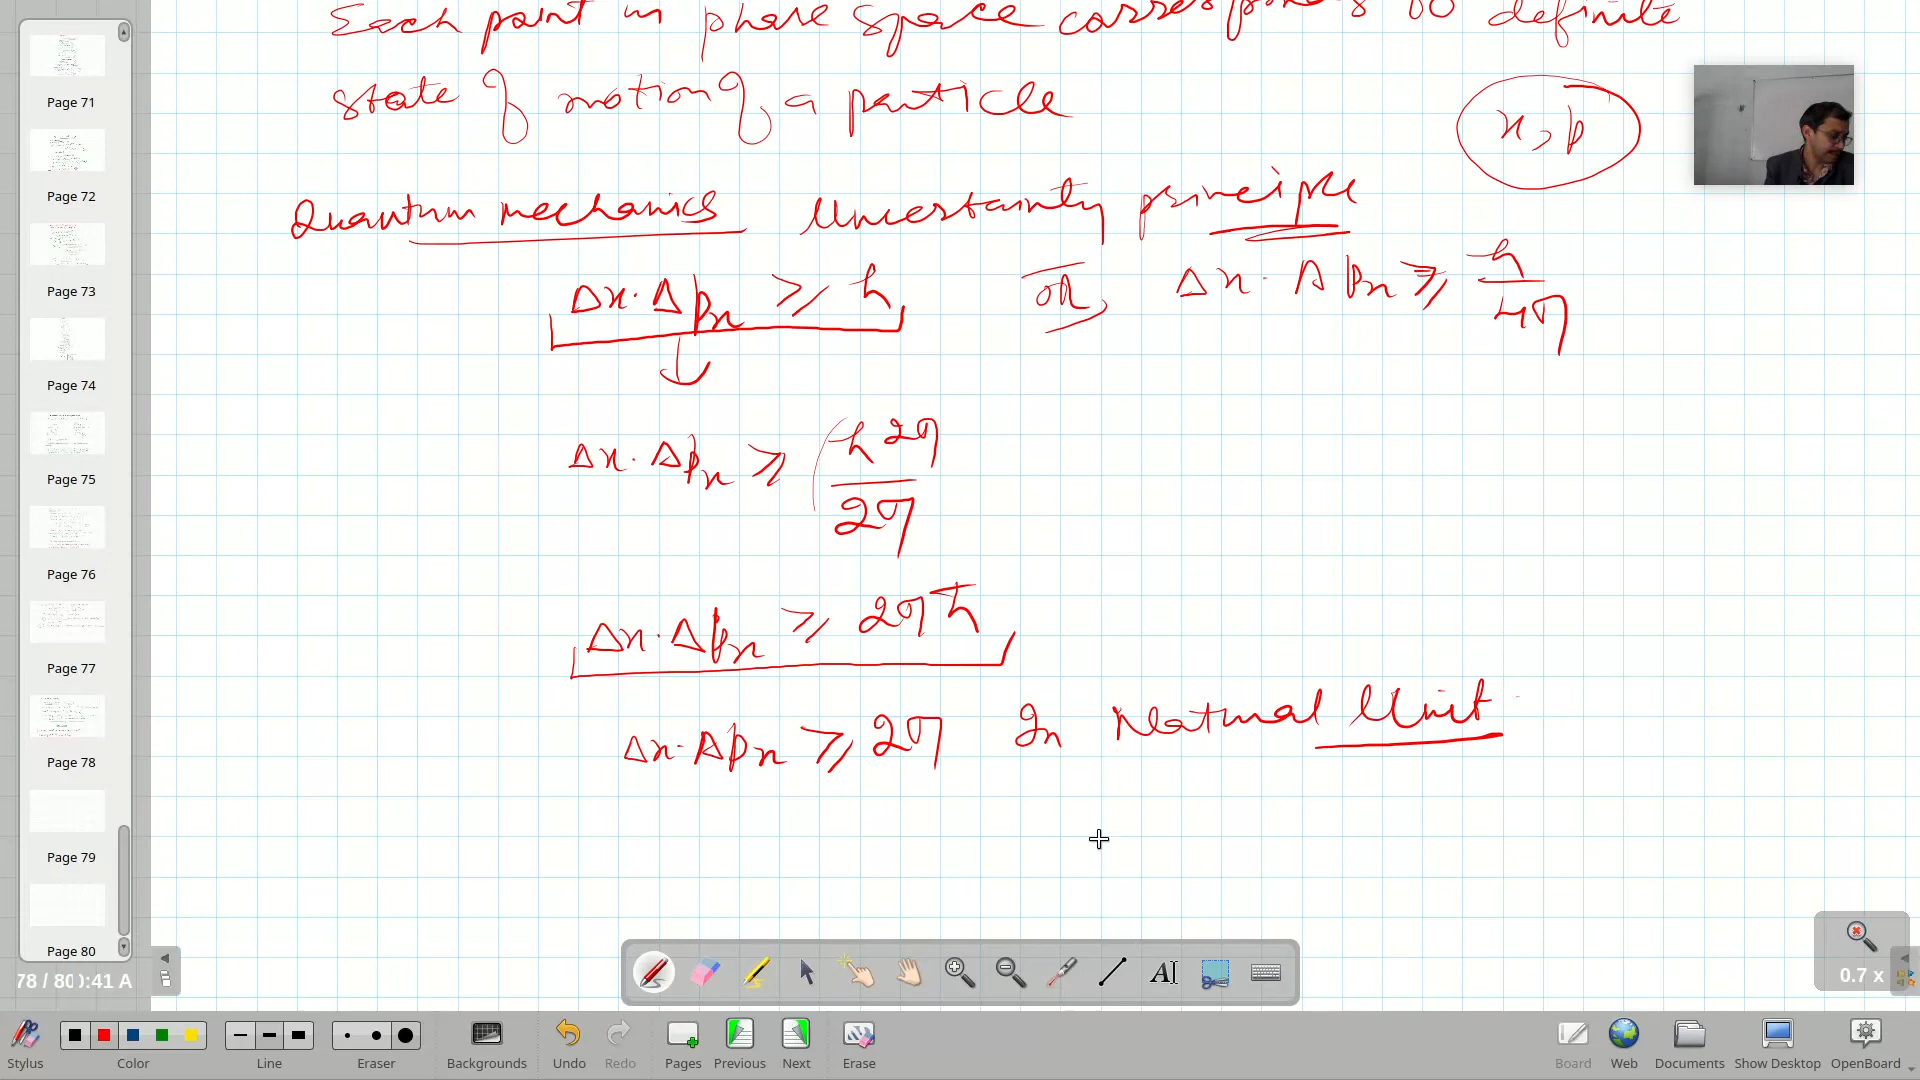 Each point in phase space corresponds to definite
state of motion of a particle
x, p
Quantum mechanics Uncertainty principle
Δx · Δpx ≥ h or, Δx · Δpx ≥ h/4π
Δx · Δpx ≥ (h 2π/2π
Δx · Δpx ≥ 2πħ
Δx · Δpx ≥ 2π In Natural Unit
Page 71
Page 72
Page 73
Page 74
Page 75
Page 76
Page 77
Page 78
Page 79
Page 80
78 / 80
0:41 A
0.7 x
Stylus Color Line Eraser Backgrounds Undo Redo Pages Previous Next Erase Board Web Documents Show Desktop OpenBoard